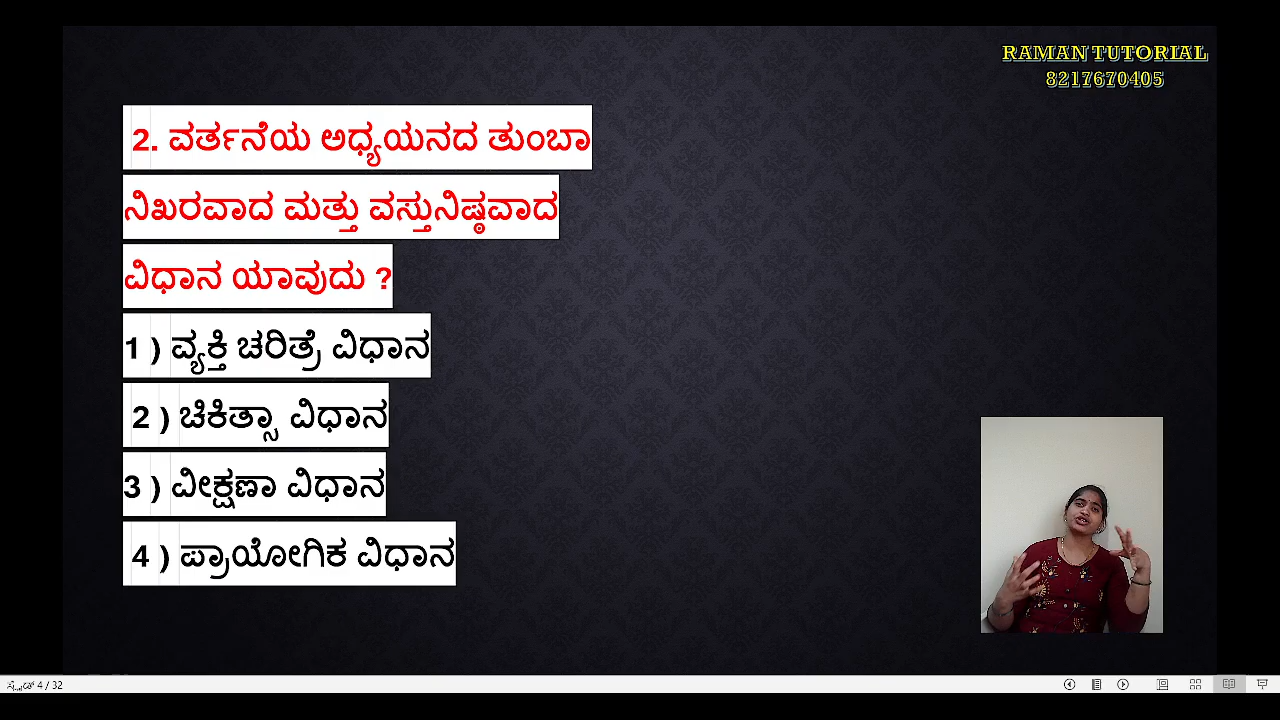 RAMAN TUTORIAL
8217670405
2. ವರ್ತನೆಯ ಅಧ್ಯಯನದ ತುಂಬಾ
ನಿಖರವಾದ ಮತ್ತು ವಸ್ತುನಿಷ್ಠವಾದ
ವಿಧಾನ ಯಾವುದು ?
1 ) ವ್ಯಕ್ತಿ ಚರಿತ್ರೆ ವಿಧಾನ
2 ) ಚಿಕಿತ್ಸಾ ವಿಧಾನ
3 ) ವೀಕ್ಷಣಾ ವಿಧಾನ
4 ) ಪ್ರಾಯೋಗಿಕ ವಿಧಾನ
ಸ್ಲೈಡ್ 4 / 32